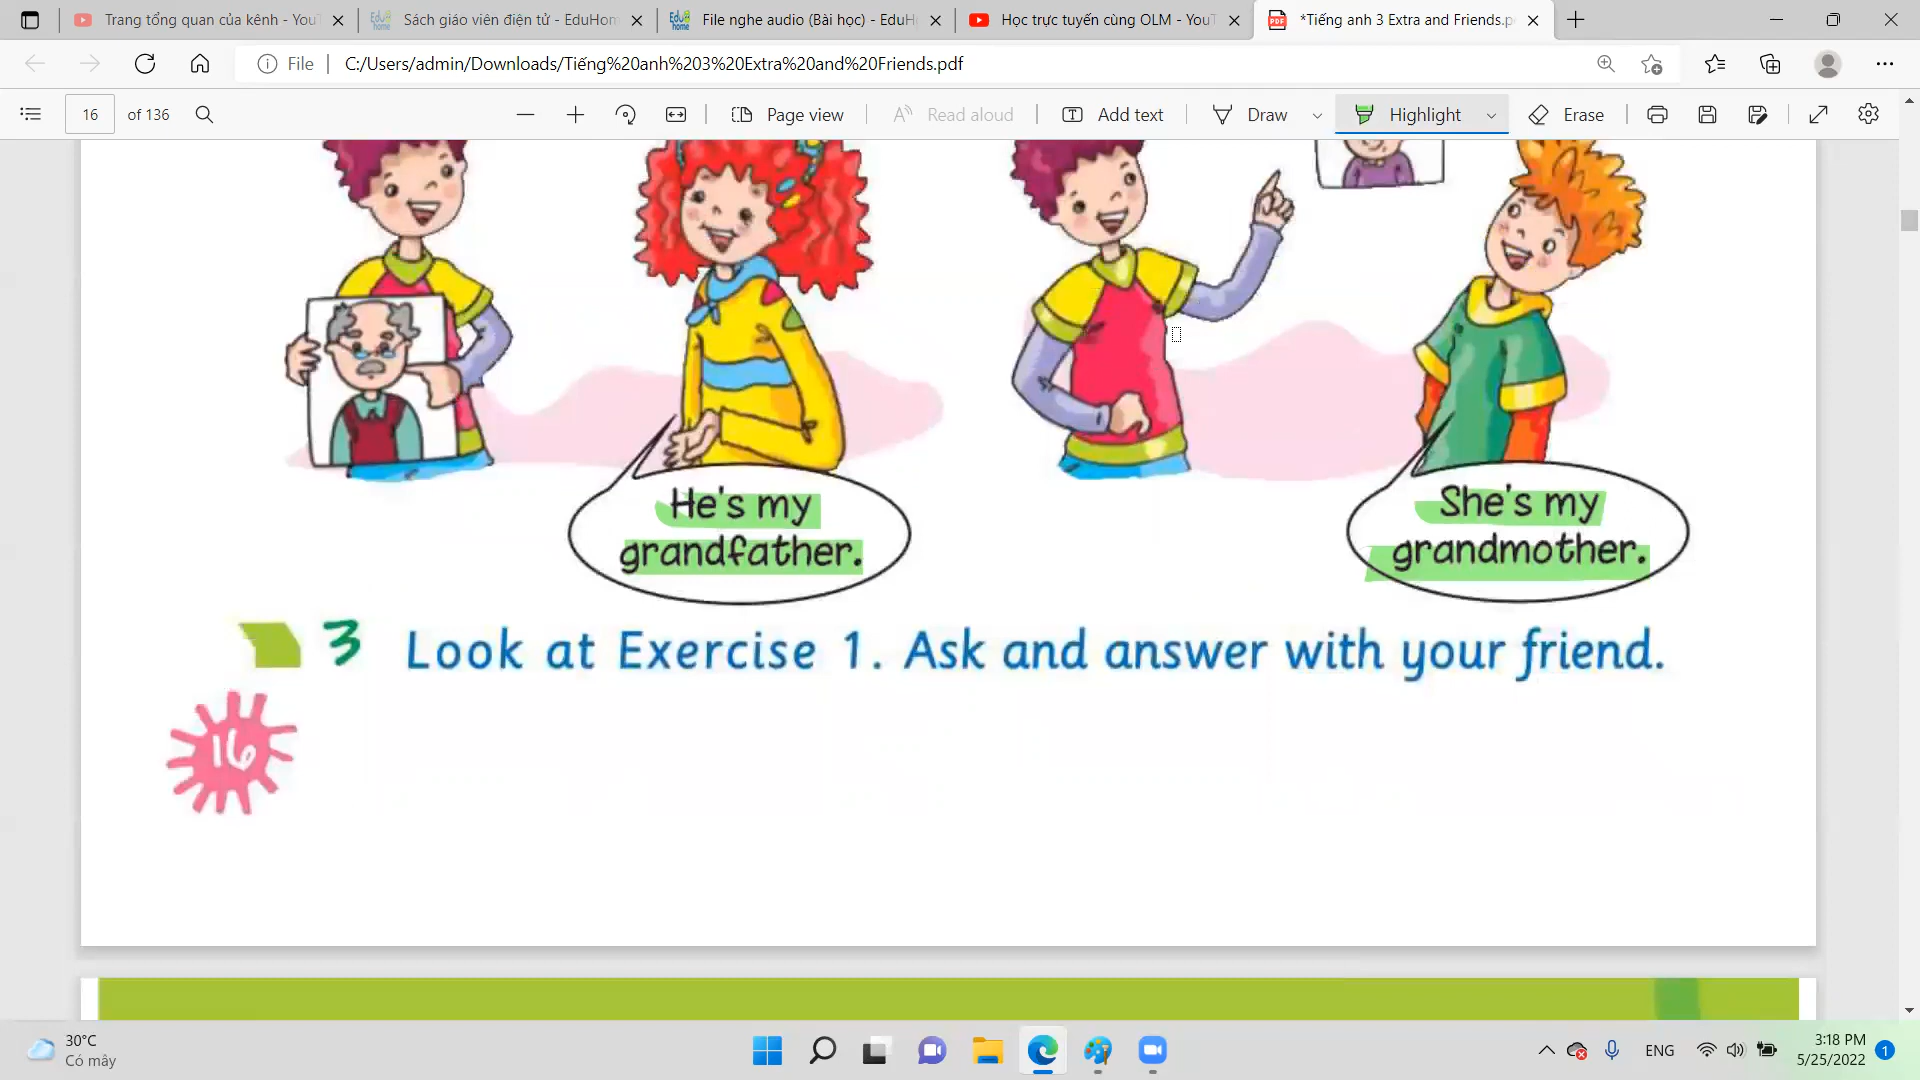 Trang tổng quan của kênh - YouT
Sách giáo viên điện tử - EduHom
File nghe audio (Bài học) - EduH
Học trực tuyến cùng OLM - YouT
*Tiếng anh 3 Extra and Friends.p
File
C:/Users/admin/Downloads/Tiếng%20anh%203%20Extra%20and%20Friends.pdf
16 of 136
Page view
Read aloud
Add text
Draw
Highlight
Erase
He's my
grandfather.
She's my
grandmother.
3 Look at Exercise 1. Ask and answer with your friend.
16
30°C
Có mây
ENG
3:18 PM
5/25/2022
1